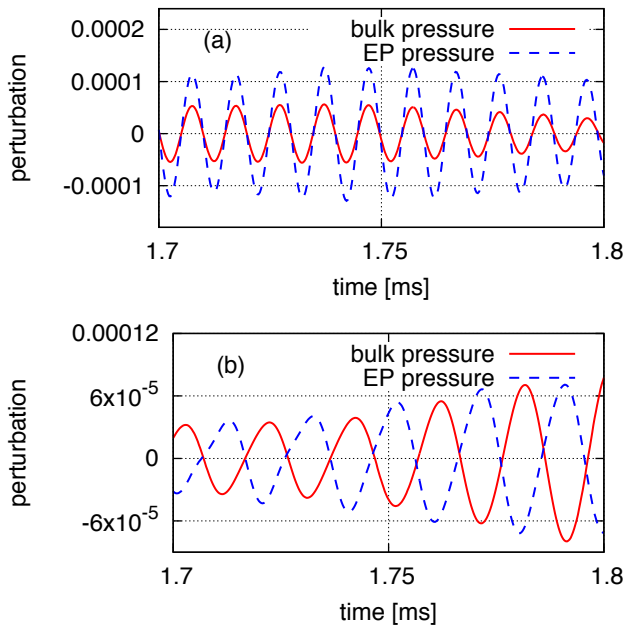 0.0002
(a)
bulk pressure
EP pressure
0.0001
0
-0.0001
perturbation
1.7
1.75
1.8
time [ms]
0.00012
(b)
bulk pressure
EP pressure
6x10⁻⁵
0
-6x10⁻⁵
perturbation
1.7
1.75
1.8
time [ms]